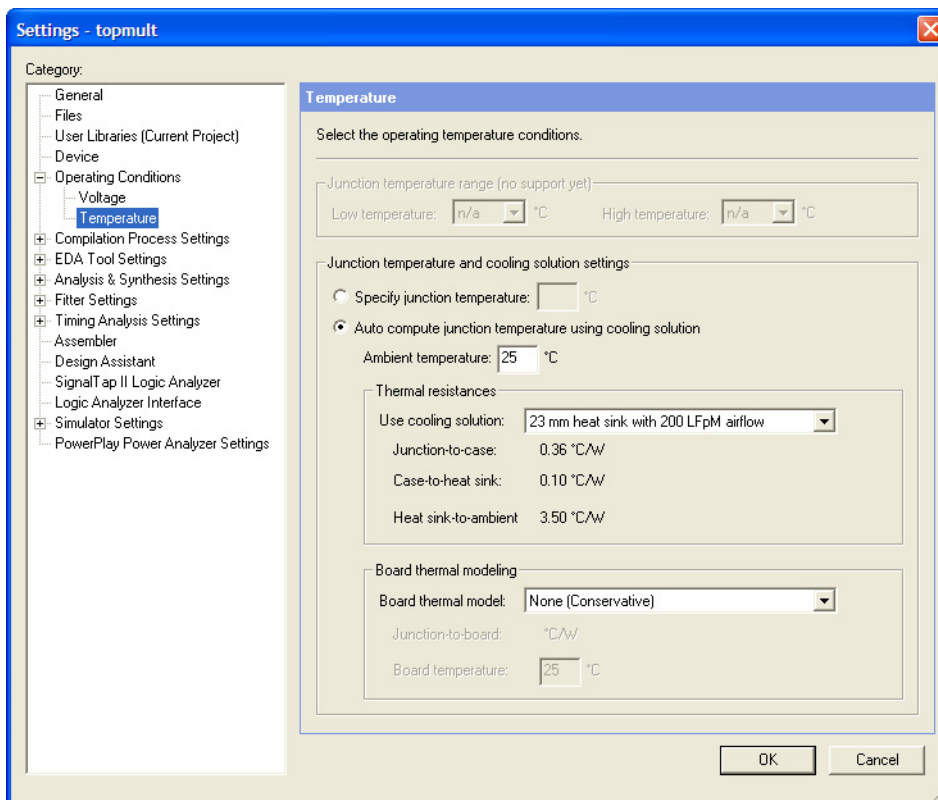 Settings - topmult
Category:
General
Files
User Libraries (Current Project)
Device
Operating Conditions
Voltage
Temperature
Compilation Process Settings
EDA Tool Settings
Analysis & Synthesis Settings
Fitter Settings
Timing Analysis Settings
Assembler
Design Assistant
SignalTap II Logic Analyzer
Logic Analyzer Interface
Simulator Settings
PowerPlay Power Analyzer Settings
Temperature
Select the operating temperature conditions.
Junction temperature range (no support yet)
Low temperature: n/a °C High temperature: n/a °C
Junction temperature and cooling solution settings
Specify junction temperature: °C
Auto compute junction temperature using cooling solution
Ambient temperature: 25 °C
Thermal resistances
Use cooling solution: 23 mm heat sink with 200 LFpM airflow
Junction-to-case: 0.36 °C/W
Case-to-heat sink: 0.10 °C/W
Heat sink-to-ambient 3.50 °C/W
Board thermal modeling
Board thermal model: None (Conservative)
Junction-to-board: °C/W
Board temperature: 25 °C
OK Cancel